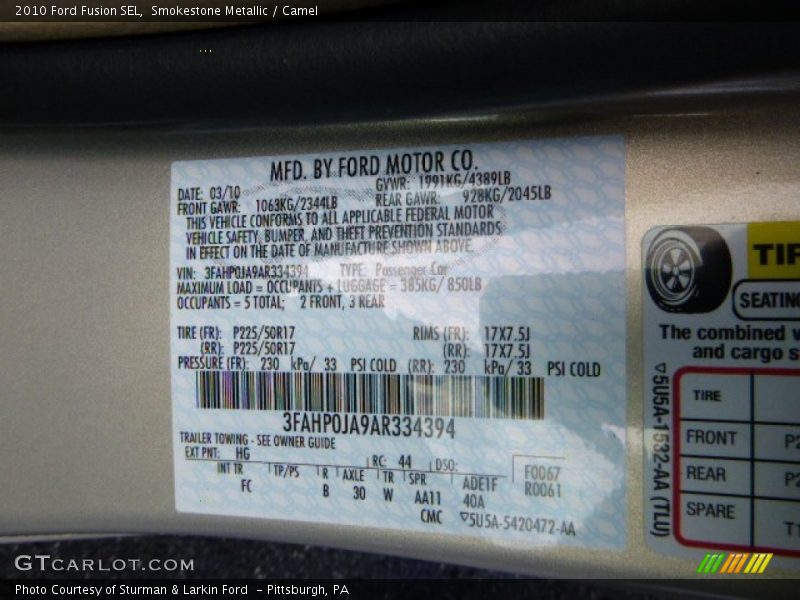 2010 Ford Fusion SEL,  Smokestone Metallic / Camel
MFD. BY FORD MOTOR CO.
DATE: 03/10  GVWR: 1991KG/4389LB
FRONT GAWR: 1063KG/2344LB  REAR GAWR: 928KG/2045LB
THIS VEHICLE CONFORMS TO ALL APPLICABLE FEDERAL MOTOR
VEHICLE SAFETY, BUMPER, AND THEFT PREVENTION STANDARDS
IN EFFECT ON THE DATE OF MANUFACTURE SHOWN ABOVE.
VIN: 3FAHP0JA9AR334394  TYPE: Passenger Car
MAXIMUM LOAD = OCCUPANTS + LUGGAGE = 385KG/ 850LB
OCCUPANTS = 5 TOTAL; 2 FRONT, 3 REAR
TIRE (FR): P225/50R17  RIMS (FR): 17X7.5J
(RR): P225/50R17  (RR): 17X7.5J
PRESSURE (FR): 230 kPa/ 33 PSI COLD (RR): 230 kPa/ 33 PSI COLD
3FAHP0JA9AR334394
TRAILER TOWING - SEE OWNER GUIDE
EXT PNT: HG  RC: 44  DSO:  F0067
INT TR  TP/PS  R  AXLE  TR  SPR  ADE1F  R0061
FC  B  30  W  AA11  40A
CMC  ▽5U5A-5420472-AA
TIR
SEATING
The combined w
and cargo s
TIRE
FRONT  P2
REAR  P2
SPARE  T1
▽5U5A-1532-AA (TLU)
GTCARLOT.COM
Photo Courtesy of Sturman & Larkin Ford  - Pittsburgh, PA